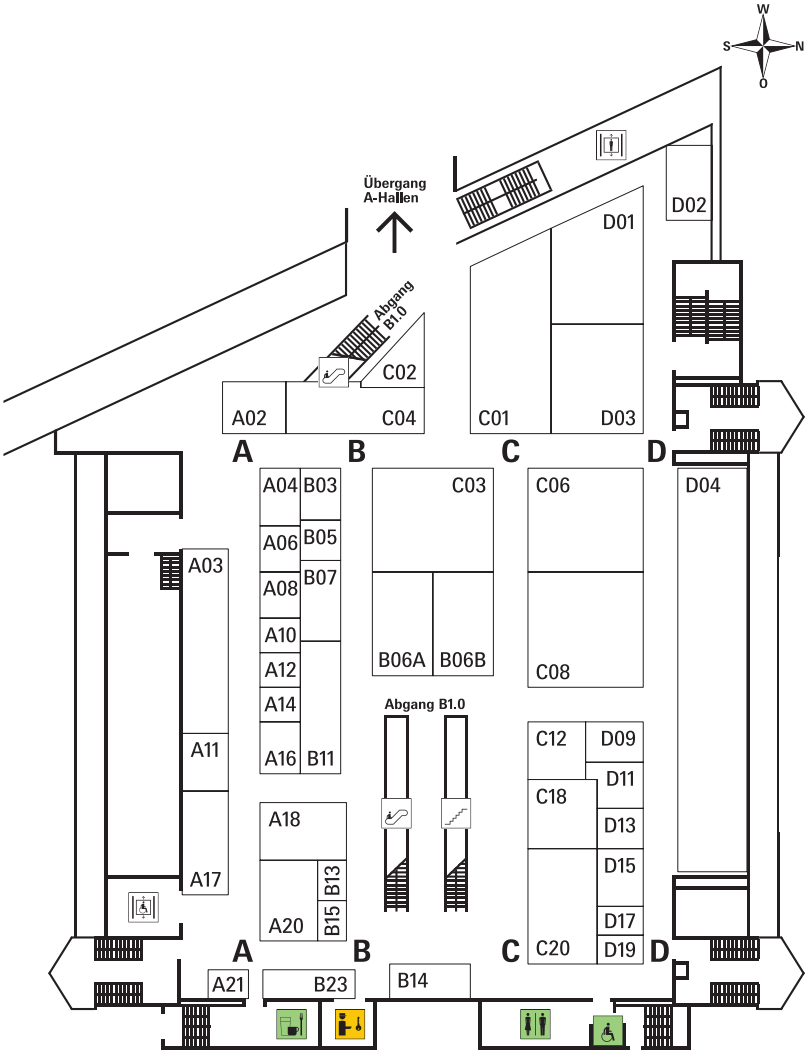 W
S N
O
Übergang
A-Hallen
D02
D01
Abgang
B1.0
C02
A02 C04 C01 D03
A B C D
A04 B03 C03 C06 D04
A06 B05
A03
A08 B07
A10
B06A B06B C08
A12
A14
Abgang B1.0
A11 C12 D09
A16 B11
D11
C18
A18 D13
D15
A17 B13
A20 B15 D17
C20 D19
A B C D
A21 B23 B14